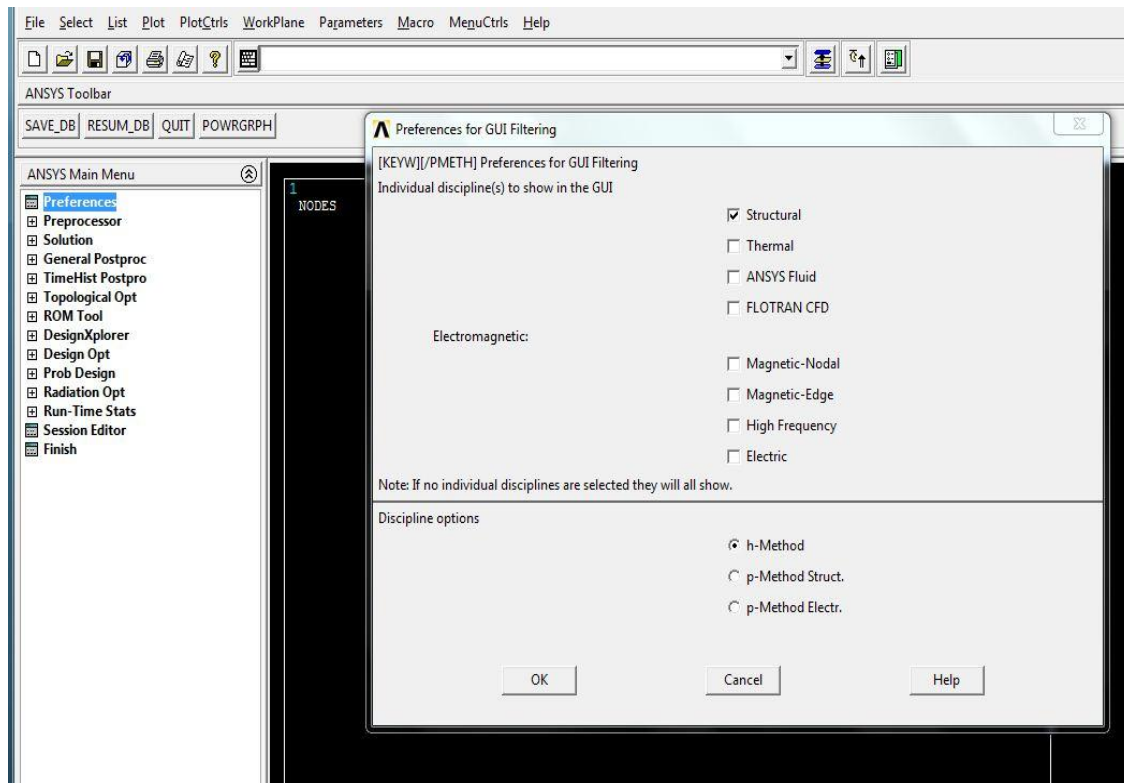 File Select List Plot PlotCtrls WorkPlane Parameters Macro MenuCtrls Help
ANSYS Toolbar
SAVE_DB RESUM_DB QUIT POWRGRPH
ANSYS Main Menu
Preferences
Preprocessor
Solution
General Postproc
TimeHist Postpro
Topological Opt
ROM Tool
DesignXplorer
Design Opt
Prob Design
Radiation Opt
Run-Time Stats
Session Editor
Finish
1
NODES
Preferences for GUI Filtering
[KEYW][/PMETH] Preferences for GUI Filtering
Individual discipline(s) to show in the GUI
Structural
Thermal
ANSYS Fluid
FLOTRAN CFD
Electromagnetic:
Magnetic-Nodal
Magnetic-Edge
High Frequency
Electric
Note: If no individual disciplines are selected they will all show.
Discipline options
h-Method
p-Method Struct.
p-Method Electr.
OK Cancel Help